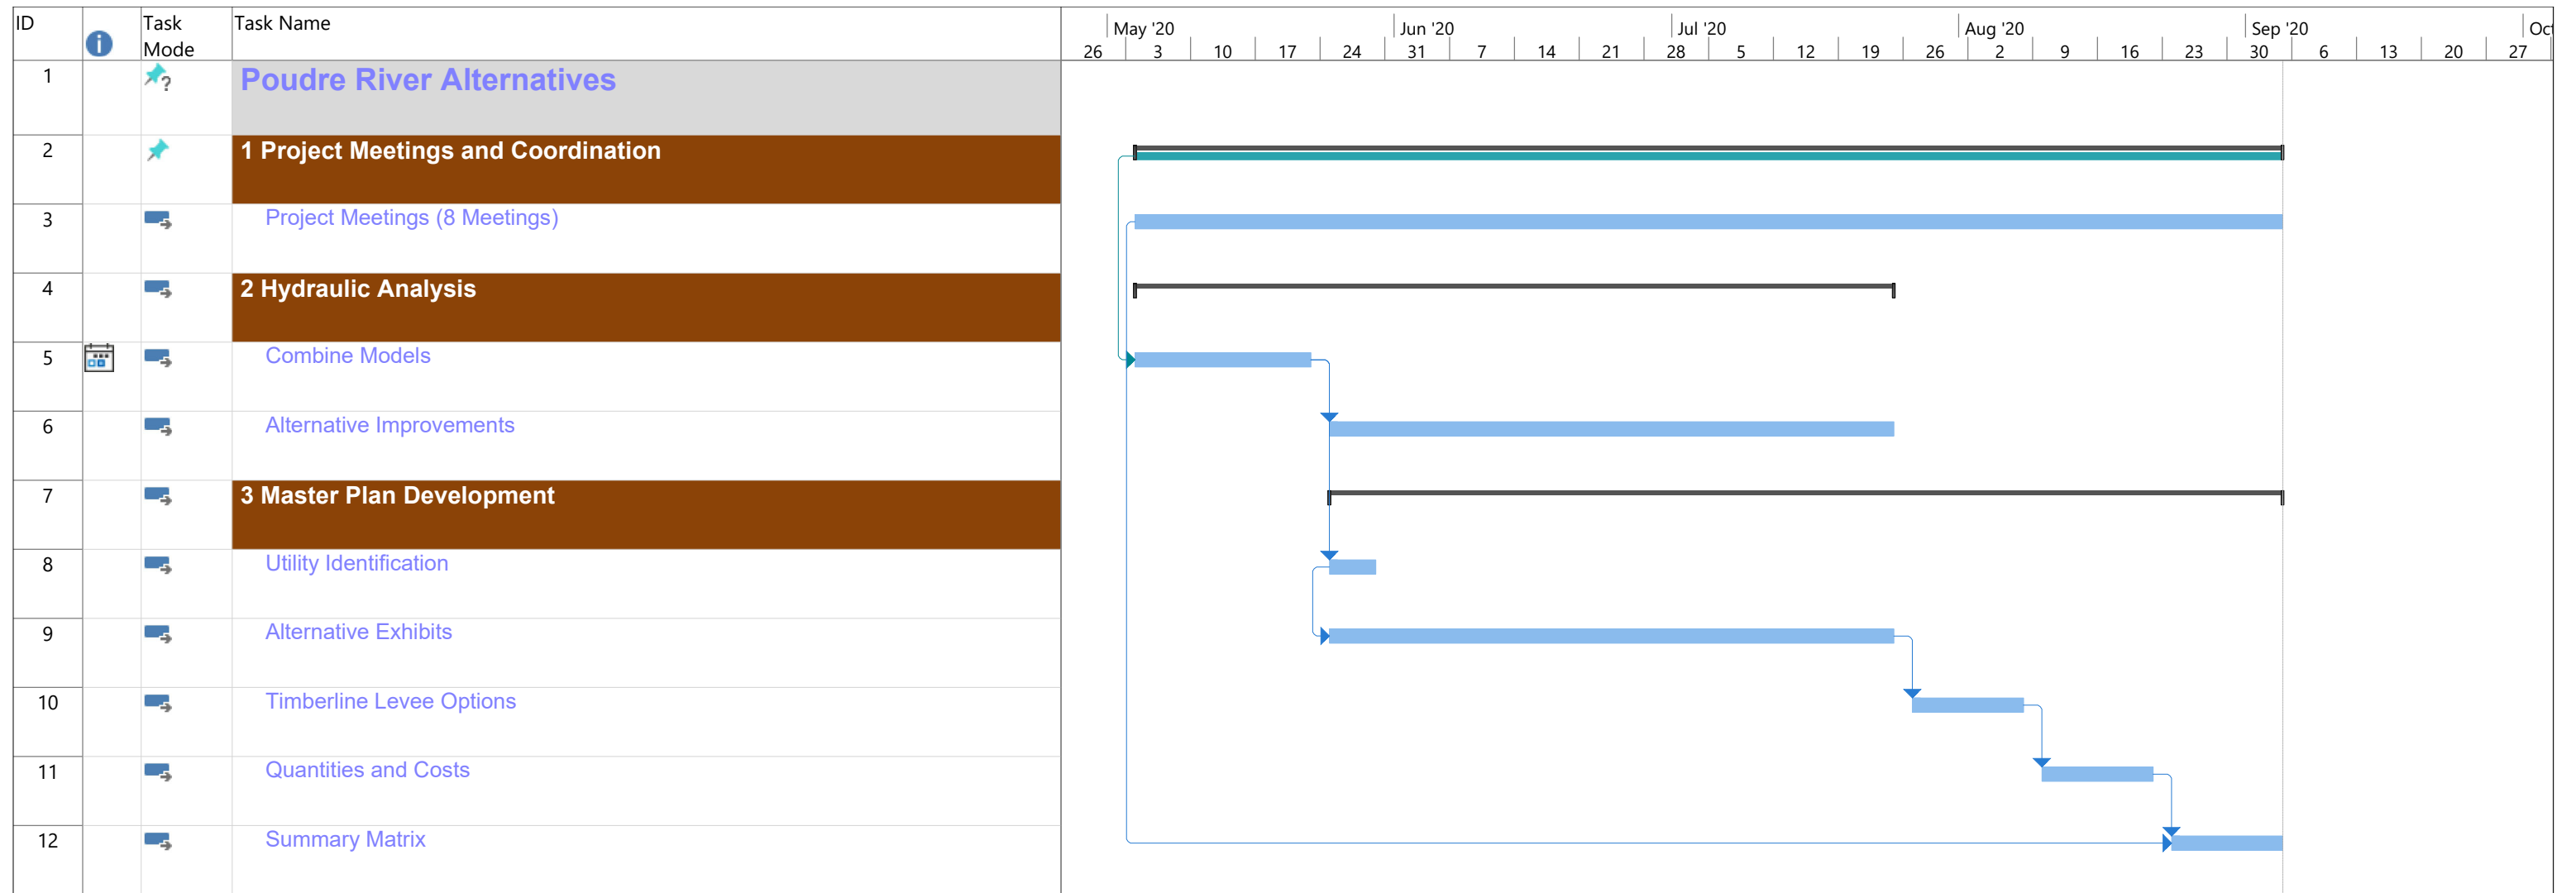 ID Task Mode Task Name
May '20 Jun '20 Jul '20 Aug '20 Sep '20
26 3 10 17 24 31 7 14 21 28 5 12 19 26 2 9 16 23 30 6 13 20 27
1 Poudre River Alternatives
2 1 Project Meetings and Coordination
3 Project Meetings (8 Meetings)
4 2 Hydraulic Analysis
5 Combine Models
6 Alternative Improvements
7 3 Master Plan Development
8 Utility Identification
9 Alternative Exhibits
10 Timberline Levee Options
11 Quantities and Costs
12 Summary Matrix